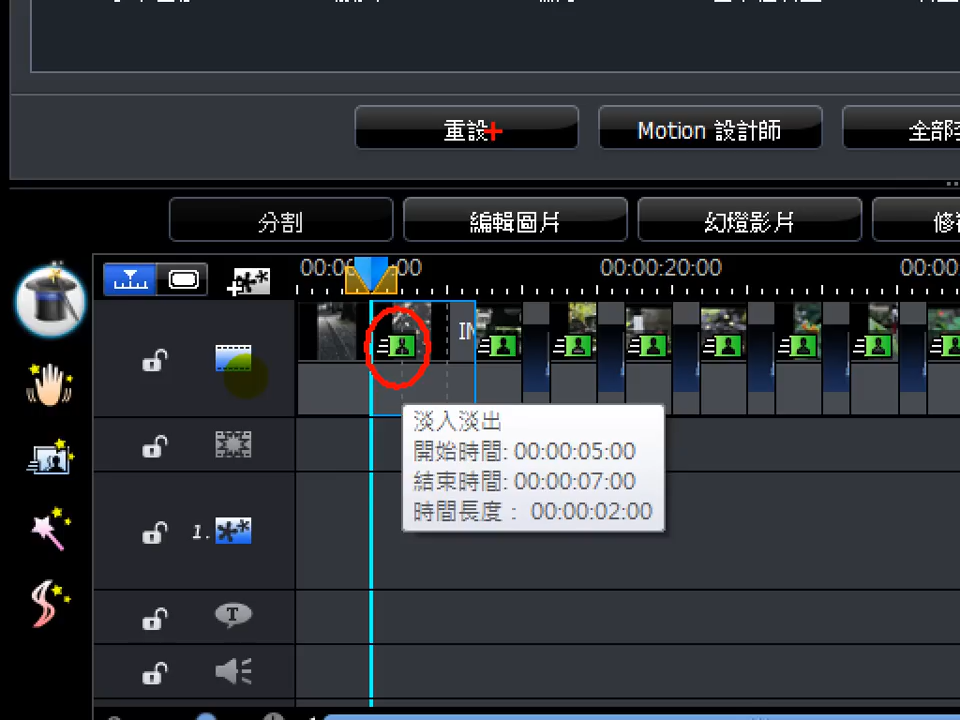 重設
Motion 設計師
全部
分割
編輯圖片
幻燈影片
00:00:20:00
淡入淡出
開始時間: 00:00:05:00
結束時間: 00:00:07:00
時間長度： 00:00:02:00
1.
T